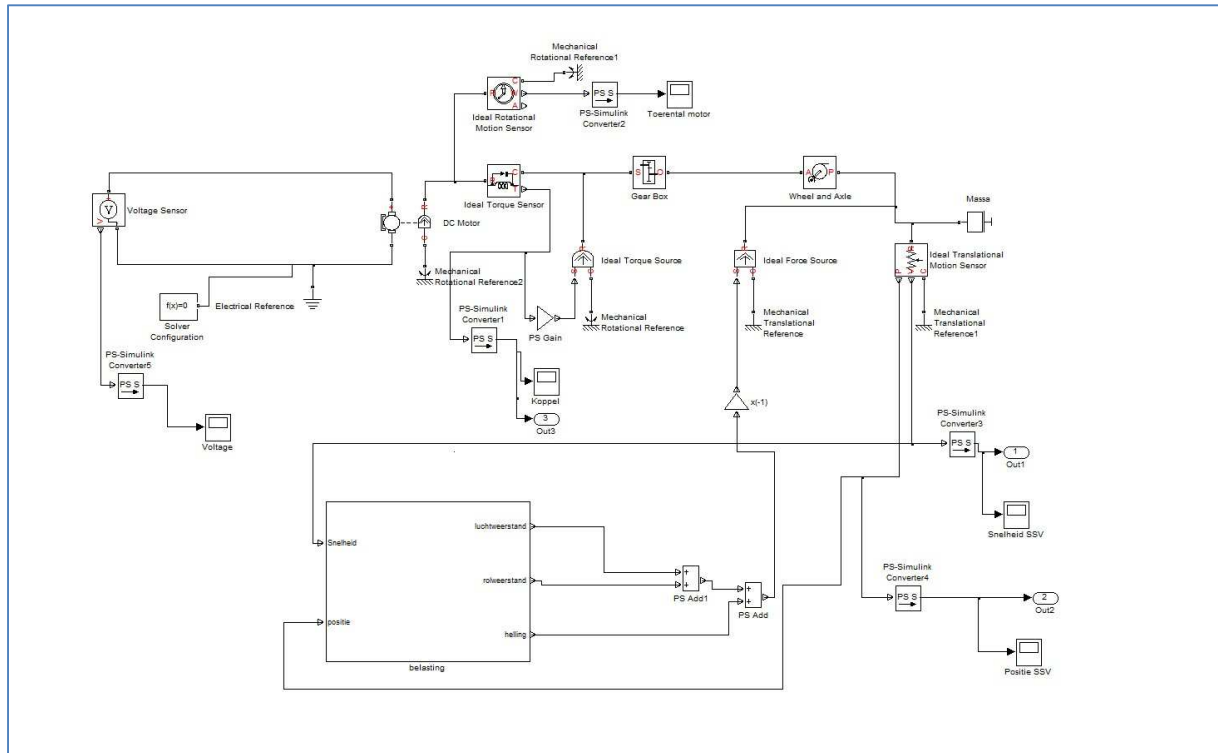 Mechanical
Rotational Reference1
R
C
W
A
Ideal Rotational
Motion Sensor
PS S
PS-Simulink
Converter2
Toerental motor
V
+
V
Voltage Sensor
+
DC Motor
R
C
Mechanical
Rotational Reference2
R
C
T
Ideal Torque Sensor
S
O
Gear Box
A
P
Wheel and Axle
Massa
S
R
C
Ideal Torque Source
S
R
C
Ideal Force Source
R
P
V
C
Ideal Translational
Motion Sensor
f(x)=0
Solver
Configuration
Electrical Reference
PS-Simulink
Converter1
PS S
PS Gain
Mechanical
Rotational Reference
Mechanical
Translational
Reference
Mechanical
Translational
Reference1
PS-Simulink
Converter5
PS S
Voltage
Koppel
3
Out3
x(-1)
PS-Simulink
Converter3
PS S
1
Out1
Snelheid SSV
Snelheid
positie
luchtweerstand
rolweerstand
helling
belasting
+
+
PS Add1
+
+
PS Add
PS-Simulink
Converter4
PS S
2
Out2
Positie SSV